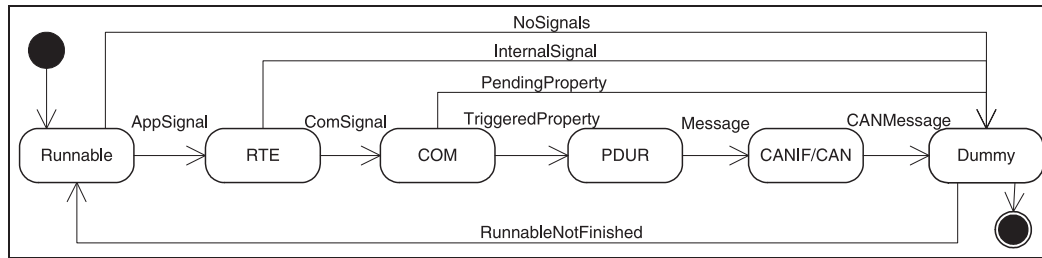 NoSignals
InternalSignal
PendingProperty
AppSignal
ComSignal
TriggeredProperty
Message
CANMessage
Runnable
RTE
COM
PDUR
CANIF/CAN
Dummy
RunnableNotFinished